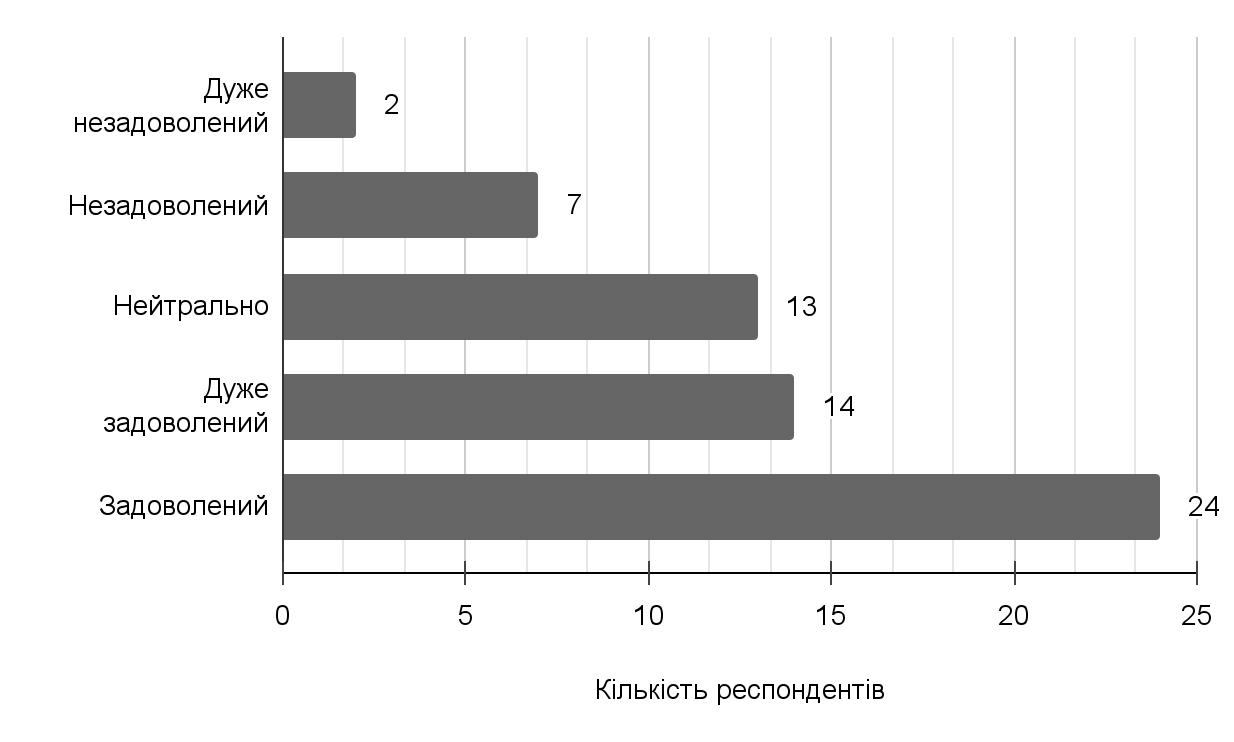 Дуже
незадоволений
2
Незадоволений
7
Нейтрально
13
Дуже
задоволений
14
Задоволений
24
0
5
10
15
20
25
Кількість респондентів